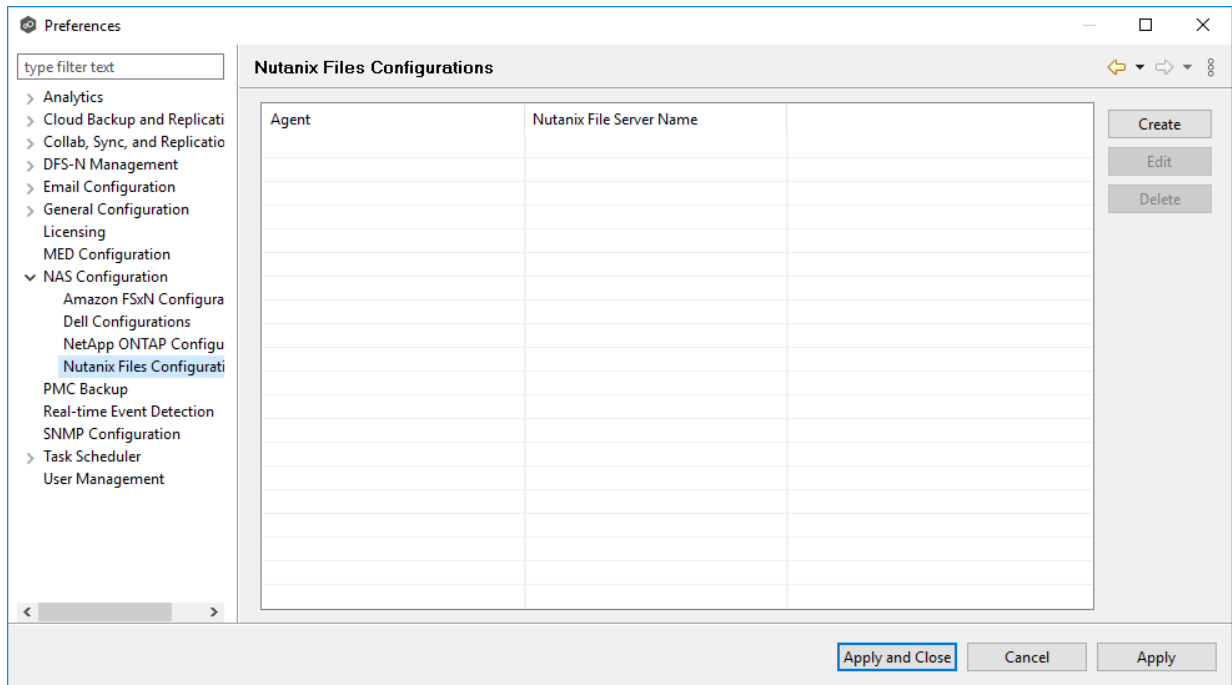 Preferences
type filter text
Nutanix Files Configurations
Analytics
Cloud Backup and Replicati
Collab, Sync, and Replicatio
DFS-N Management
Email Configuration
General Configuration
Licensing
MED Configuration
NAS Configuration
Amazon FSxN Configura
Dell Configurations
NetApp ONTAP Configu
Nutanix Files Configurati
PMC Backup
Real-time Event Detection
SNMP Configuration
Task Scheduler
User Management
Agent Nutanix File Server Name
Create
Edit
Delete
Apply and Close Cancel Apply